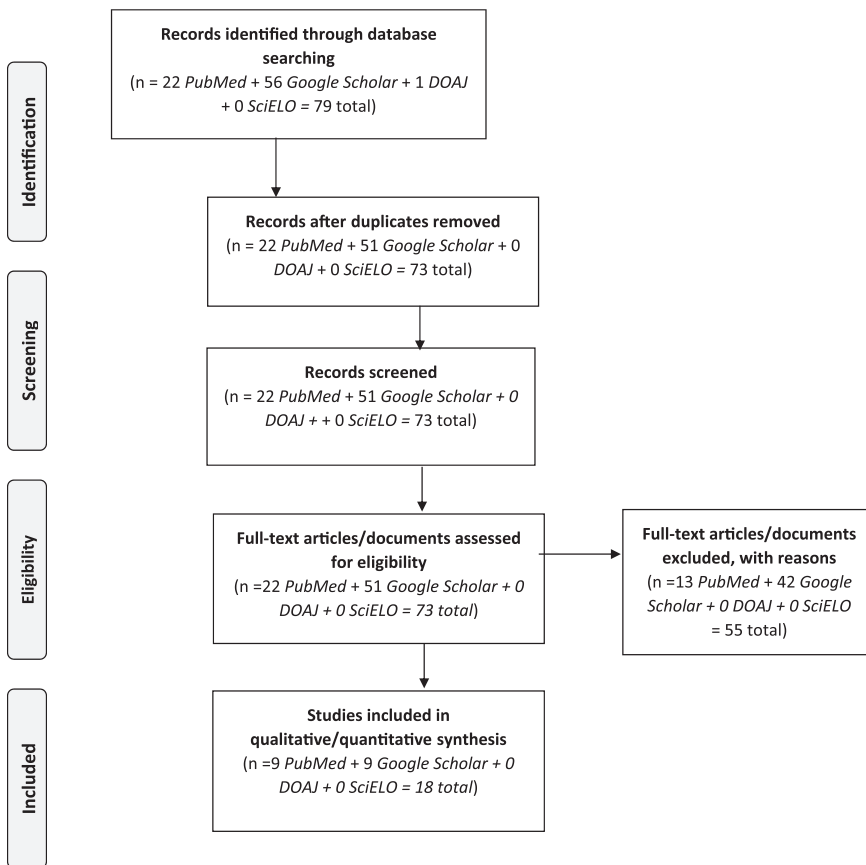 Records identified through database
searching
(n = 22 PubMed + 56 Google Scholar + 1 DOAJ
+ 0 SciELO = 79 total)
Identification
Records after duplicates removed
(n = 22 PubMed + 51 Google Scholar + 0
DOAJ + 0 SciELO = 73 total)
Screening
Records screened
(n = 22 PubMed + 51 Google Scholar + 0
DOAJ + + 0 SciELO = 73 total)
Eligibility
Full-text articles/documents assessed
for eligibility
(n =22 PubMed + 51 Google Scholar + 0
DOAJ + 0 SciELO = 73 total)
Full-text articles/documents
excluded, with reasons
(n =13 PubMed + 42 Google
Scholar + 0 DOAJ + 0 SciELO
= 55 total)
Included
Studies included in
qualitative/quantitative synthesis
(n =9 PubMed + 9 Google Scholar + 0
DOAJ + 0 SciELO = 18 total)